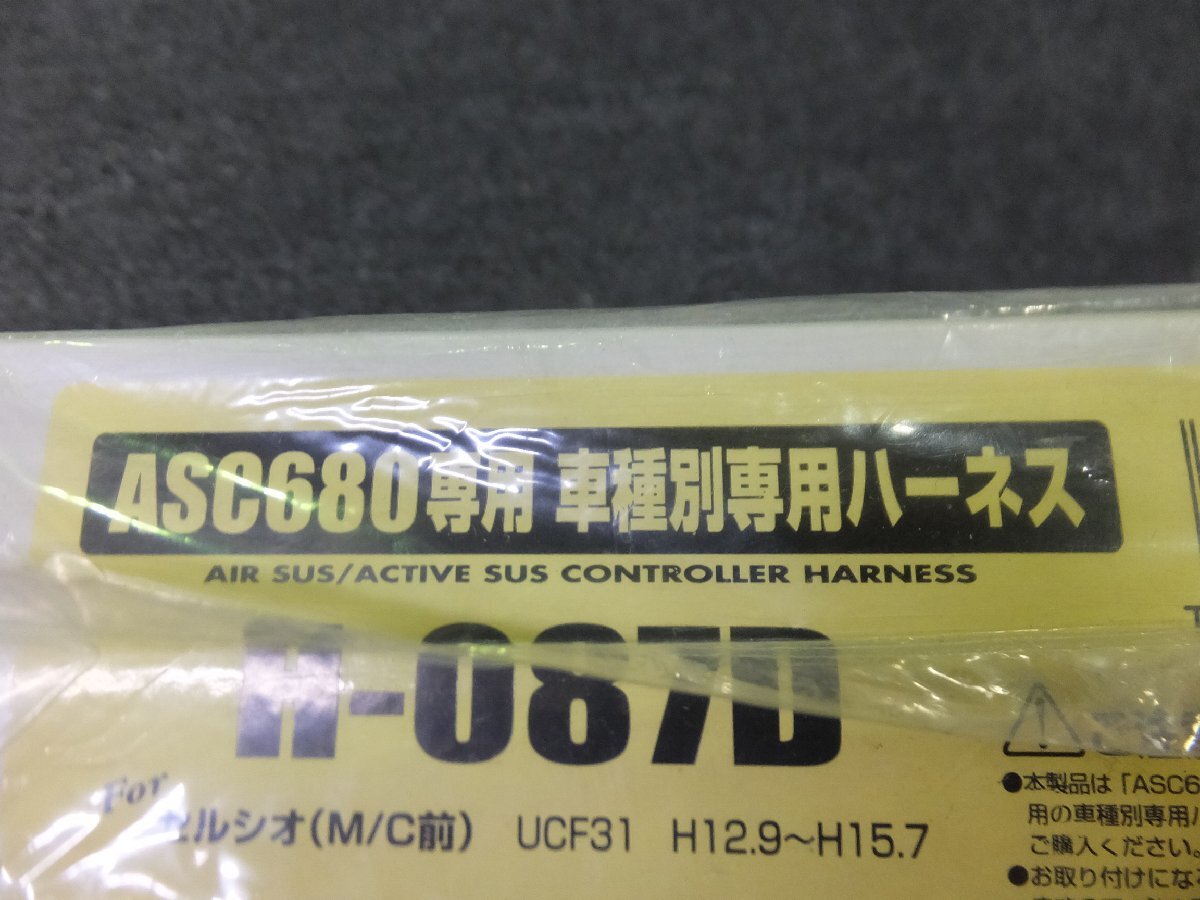 ASC680専用 車種別専用ハーネス
AIR SUS/ACTIVE SUS CONTROLLER HARNESS
H-087D
For
セルシオ(M/C前) UCF31 H12.9〜H15.7
●本製品は「ASC6
用の車種別専用ハ
ご購入ください。
●お取り付けにな